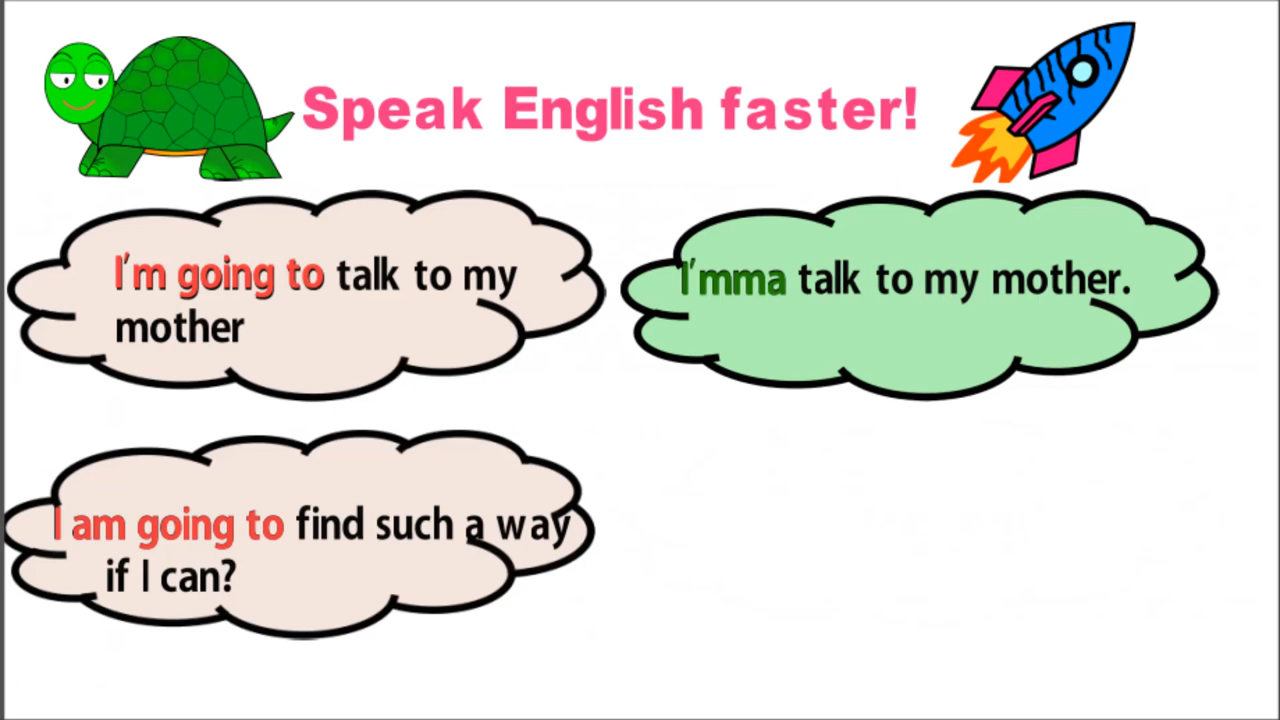 Speak English faster!
I'm going to talk to my
mother
I'mma talk to my mother.
I am going to find such a way
if I can?